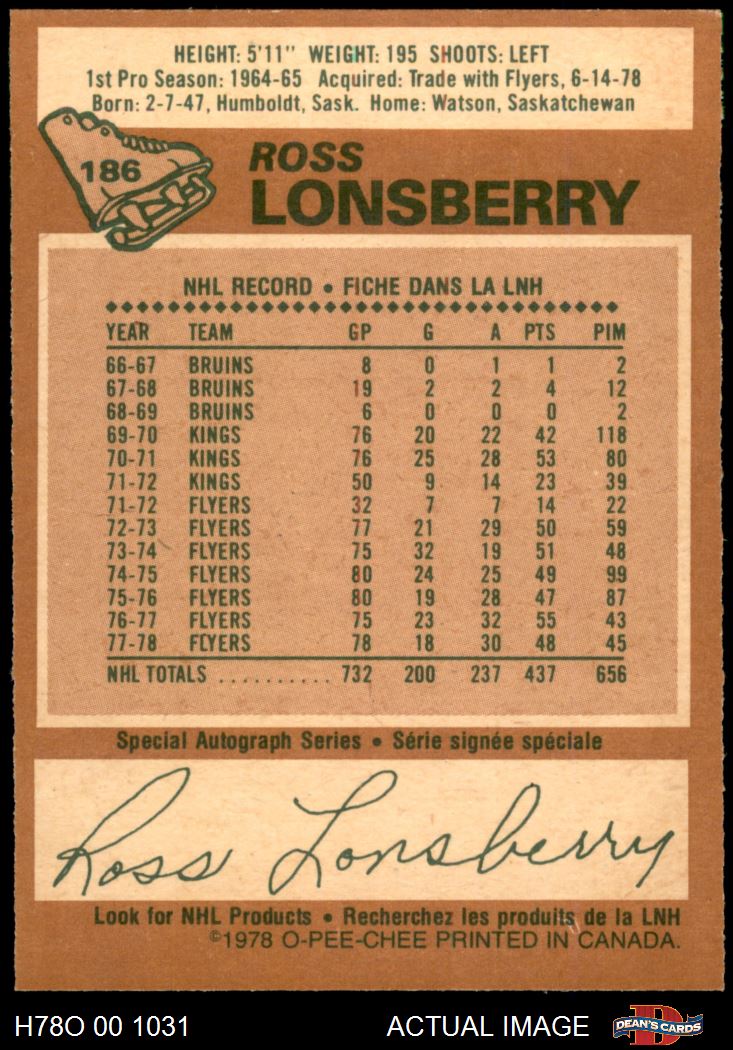 HEIGHT: 5'11" WEIGHT: 195 SHOOTS: LEFT
1st Pro Season: 1964-65 Acquired: Trade with Flyers, 6-14-78
Born: 2-7-47, Humboldt, Sask. Home: Watson, Saskatchewan
186
ROSS
LONSBERRY
NHL RECORD • FICHE DANS LA LNH
YEAR TEAM GP G A PTS PIM
66-67 BRUINS 8 0 1 1 2
67-68 BRUINS 19 2 2 4 12
68-69 BRUINS 6 0 0 0 2
69-70 KINGS 76 20 22 42 118
70-71 KINGS 76 25 28 53 80
71-72 KINGS 50 9 14 23 39
71-72 FLYERS 32 7 7 14 22
72-73 FLYERS 77 21 29 50 59
73-74 FLYERS 75 32 19 51 48
74-75 FLYERS 80 24 25 49 99
75-76 FLYERS 80 19 28 47 87
76-77 FLYERS 75 23 32 55 43
77-78 FLYERS 78 18 30 48 45
NHL TOTALS .......... 732 200 237 437 656
Special Autograph Series • Série signée spéciale
Ross Lonsberry
Look for NHL Products • Recherchez les produits de la LNH
©1978 O-PEE-CHEE PRINTED IN CANADA.
H78O 00 1031 ACTUAL IMAGE D DEAN'S CARDS